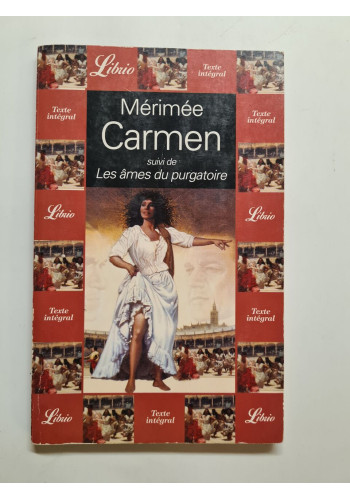 Librio
Texte
intégral
Texte
intégral
Mérimée
Carmen
suivi de
Les âmes du purgatoire
Texte
intégral
Librio
Librio
Texte
intégral
Texte
intégral
Librio
Texte
intégral
Librio